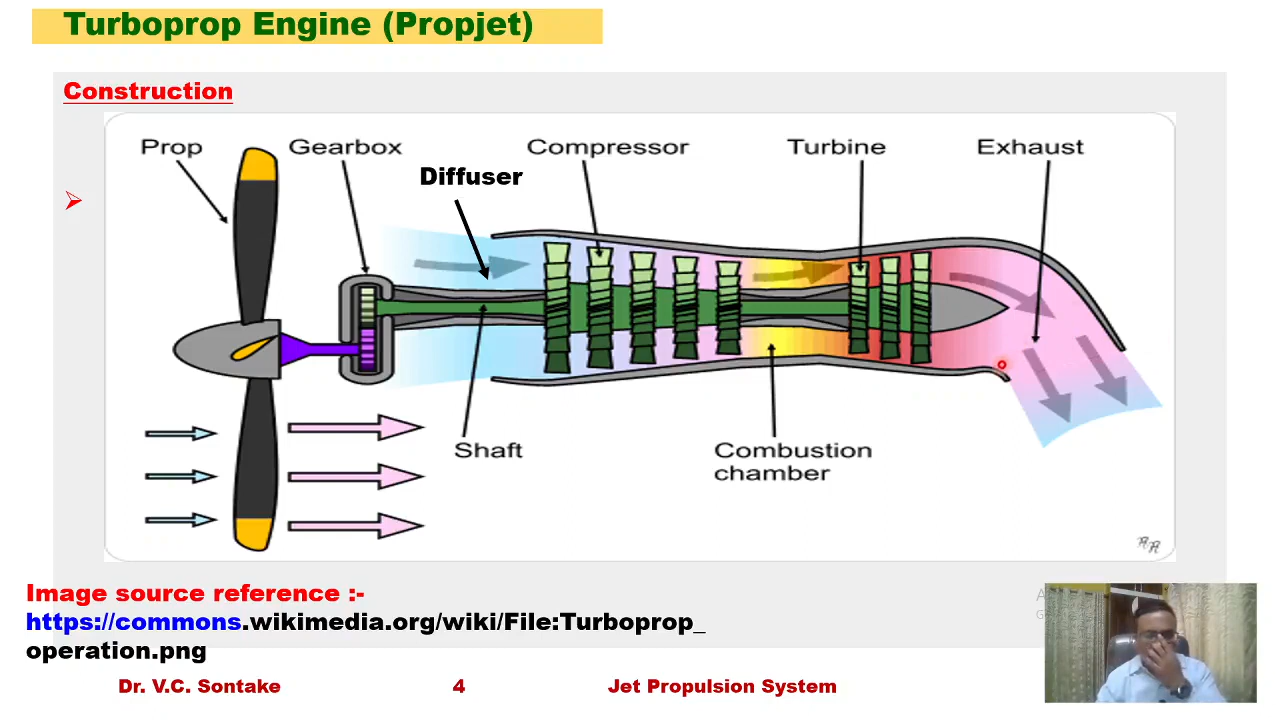 Turboprop Engine (Propjet)
Construction
Prop
Gearbox
Diffuser
Compressor
Turbine
Exhaust
Shaft
Combustion
chamber
Image source reference :-
https://commons.wikimedia.org/wiki/File:Turboprop_
operation.png
Dr. V.C. Sontake
4
Jet Propulsion System